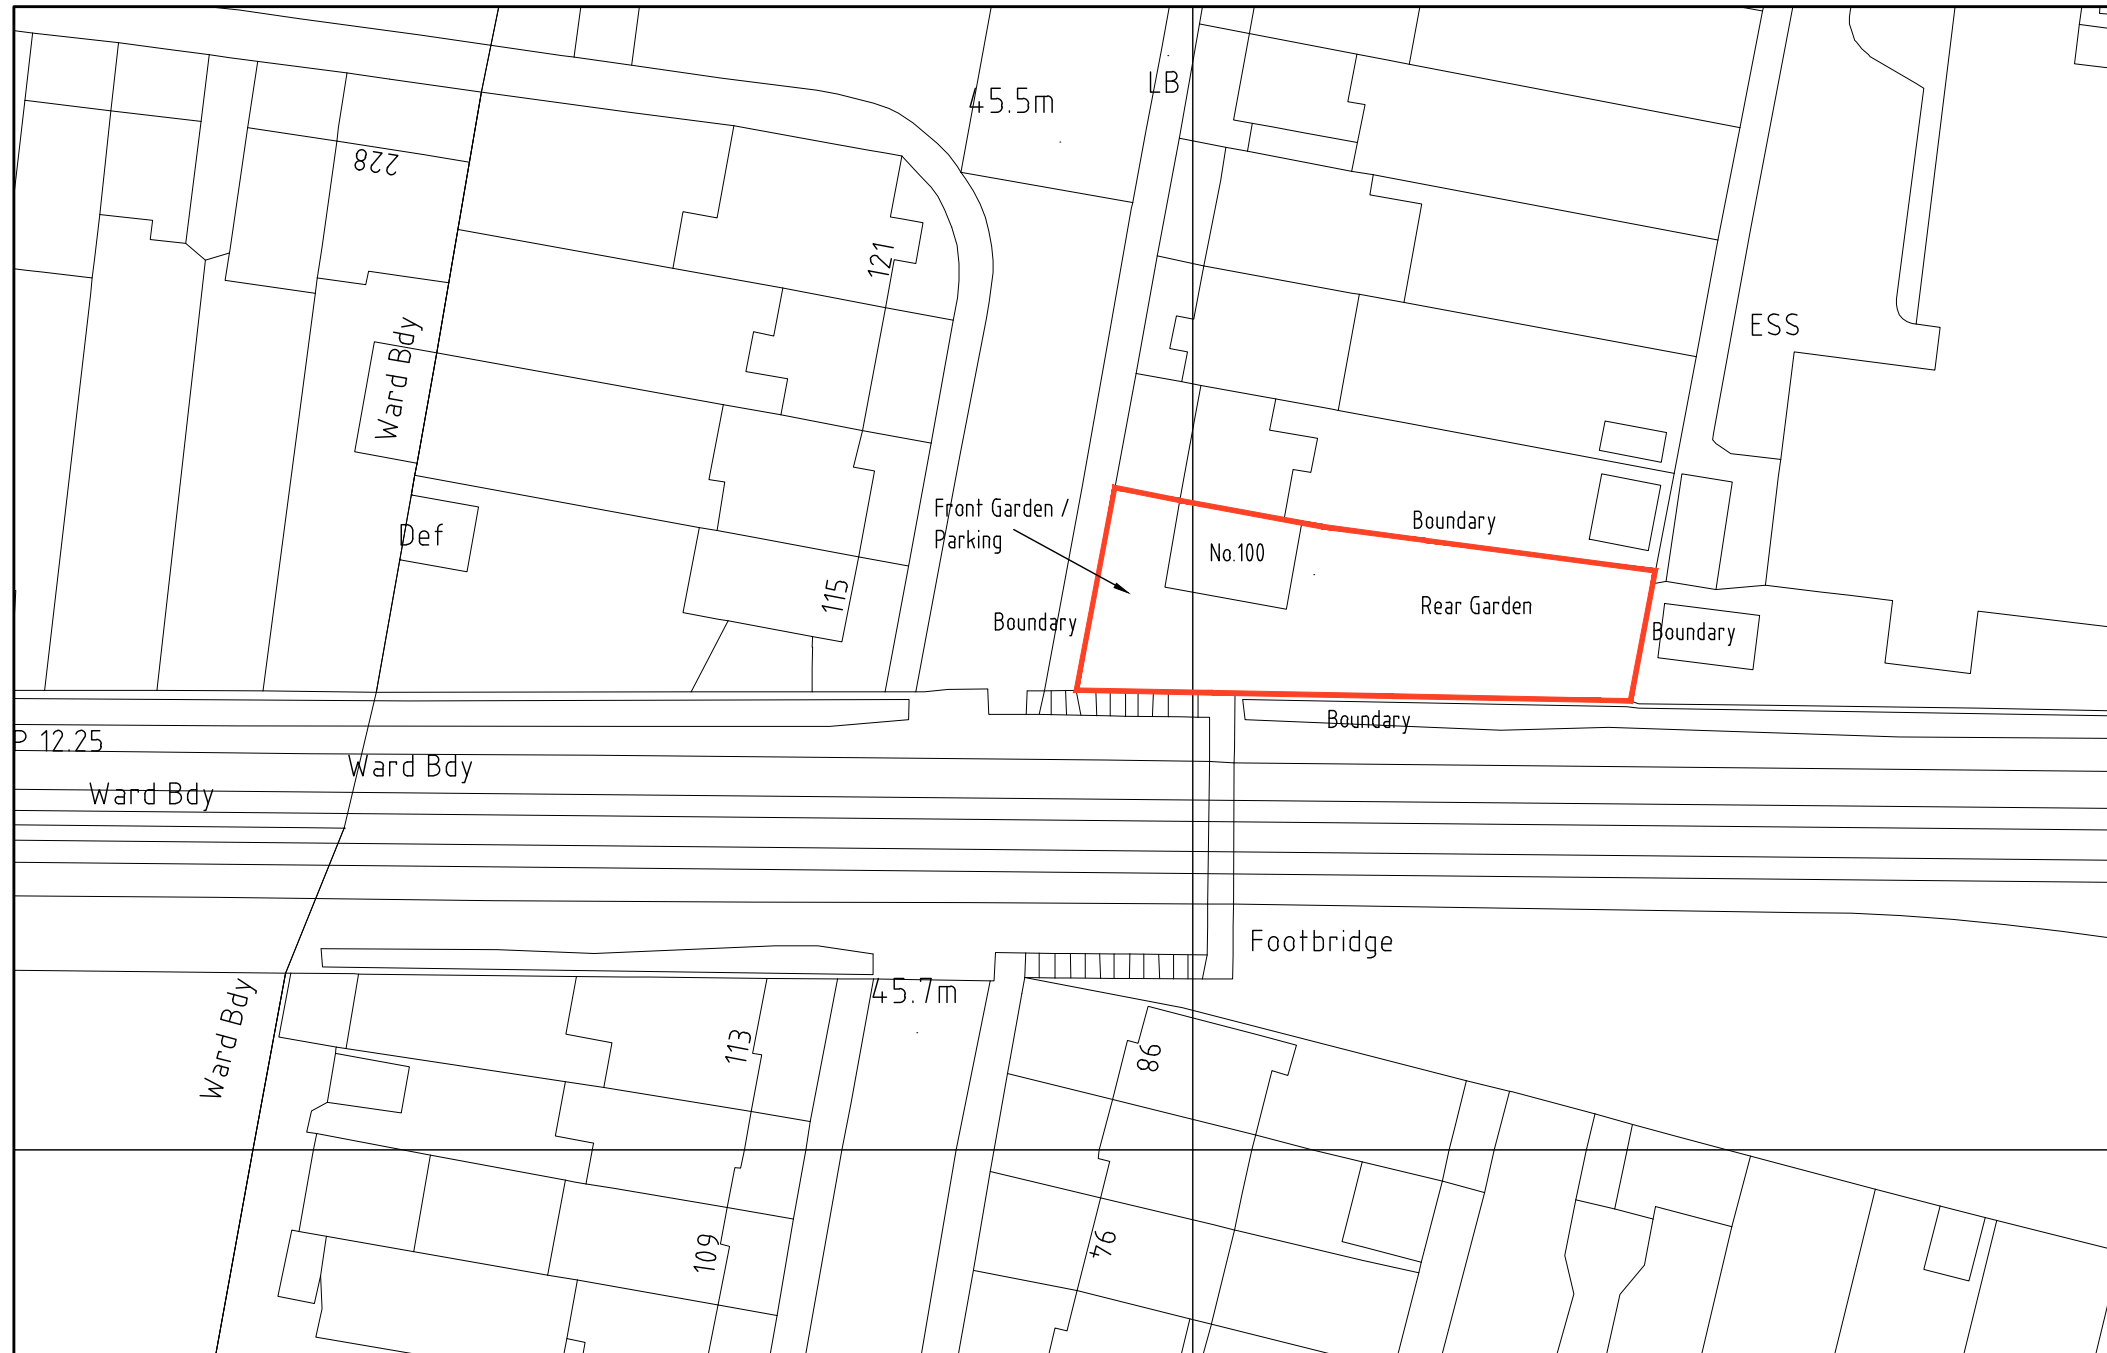 LB
45.5m
228
121
ESS
Ward Bdy
Front Garden /
Parking
Boundary
Def
No.100
115
Rear Garden
Boundary
Boundary
Boundary
P 12.25
Ward Bdy
Ward Bdy
Footbridge
45.7m
Ward Bdy
113
98
109
94